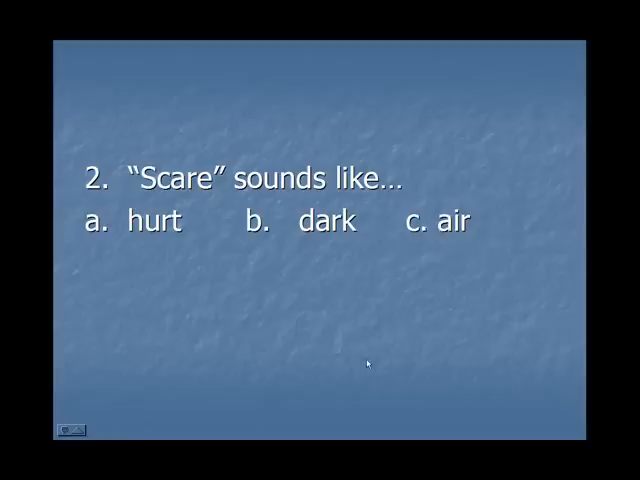 2. “Scare” sounds like…
a. hurt b. dark c. air